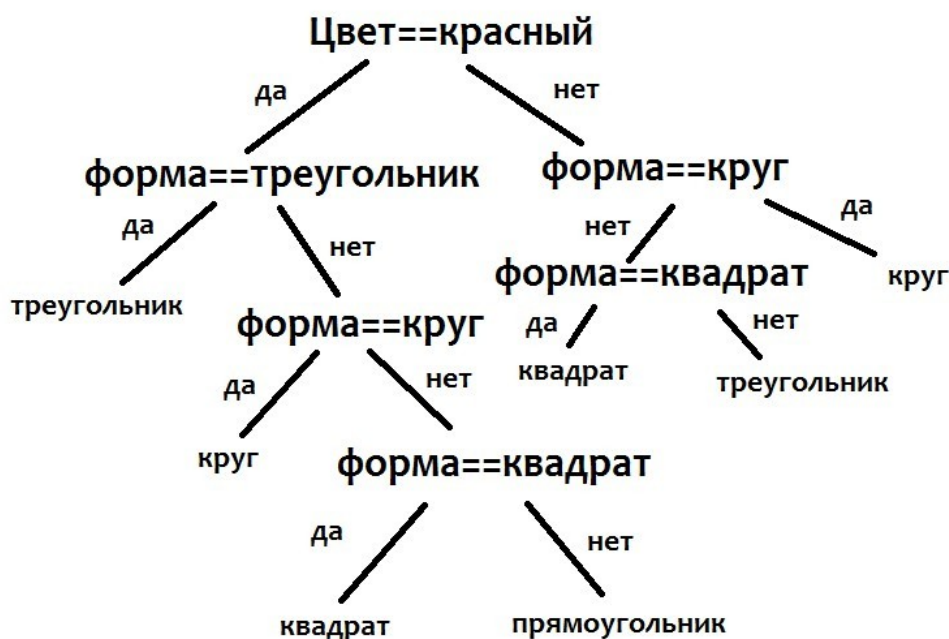 Цвет==красный
да
нет
форма==треугольник
форма==круг
да
нет
нет
да
треугольник
форма==круг
форма==квадрат
круг
да
нет
да
нет
квадрат
треугольник
круг
форма==квадрат
да
нет
квадрат
прямоугольник